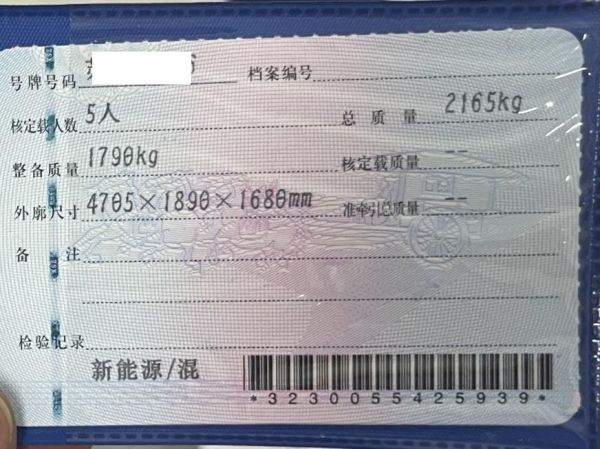 号牌号码 档案编号
核定载人数 5人 总质量 2165kg
整备质量 1790kg 核定载质量 --
外廓尺寸 4705×1890×1680mm 准牵引总质量 --
备注
检验记录
新能源/混
*3230055425939*